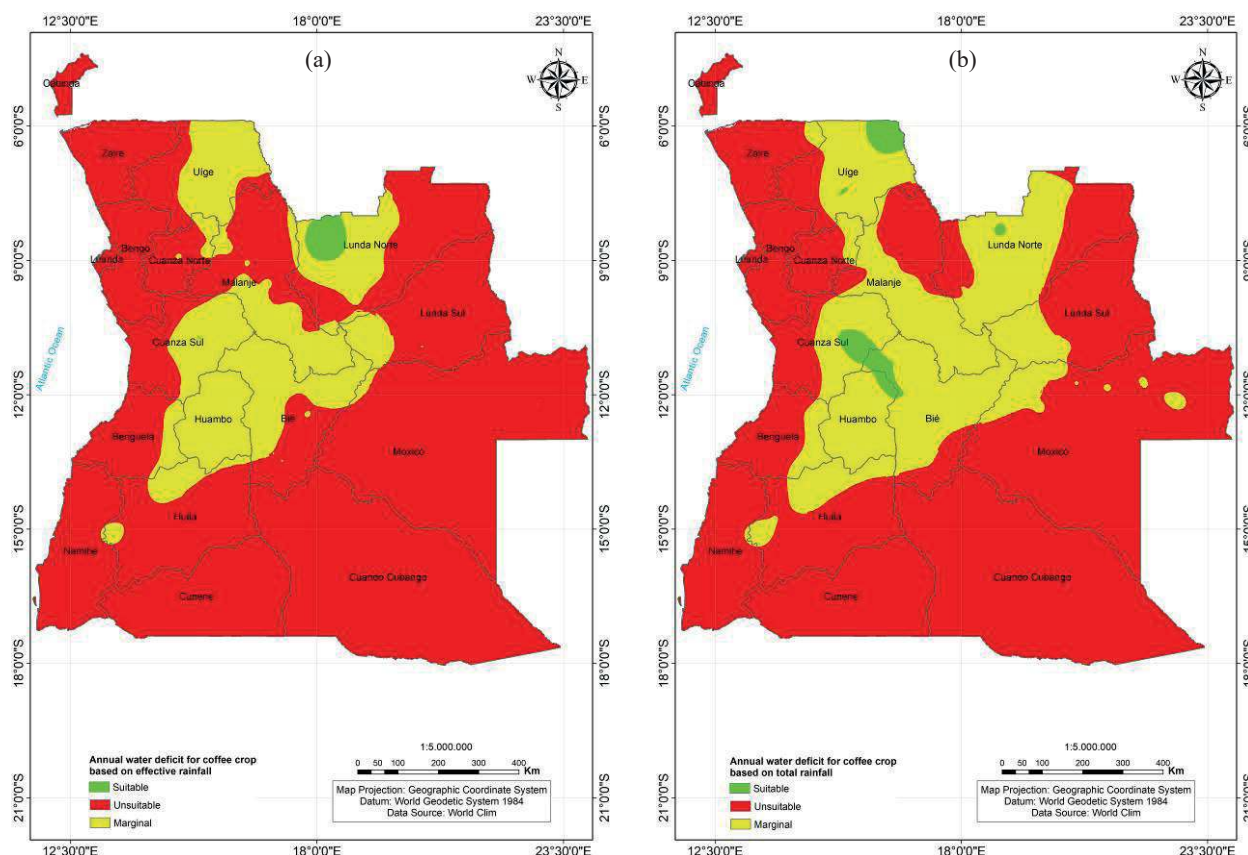 12°30'0"E 18°0'0"E 23°30'0"E
(a)
N
W E
S
Cabinda
6°0'0"S
Zaire
Uíge
Bengo
Luanda
Cuanza Norte
Lunda Norte
9°0'0"S
Malanje
Lunda Sul
Cuanza Sul
Atlantic Ocean
12°0'0"S
Huambo
Bié
Benguela
Moxico
Huíla
15°0'0"S
Namibe
Cuando Cubango
Cunene
18°0'0"S
1:5.000.000
Annual water deficit for coffee crop
based on effective rainfall
0 50 100 200 300 400 Km
Suitable
Unsuitable
Marginal
Map Projection: Geographic Coordinate System
Datum: World Geodetic System 1984
Data Source: World Clim
21°0'0"S
12°30'0"E 18°0'0"E 23°30'0"E
12°30'0"E 18°0'0"E 23°30'0"E
(b)
N
W E
S
Cabinda
6°0'0"S
Zaire
Uíge
Bengo
Luanda
Cuanza Norte
Lunda Norte
9°0'0"S
Malanje
Lunda Sul
Cuanza Sul
Atlantic Ocean
12°0'0"S
Huambo
Bié
Benguela
Moxico
Huíla
15°0'0"S
Namibe
Cuando Cubango
Cunene
18°0'0"S
1:5.000.000
Annual water deficit for coffee crop
based on total rainfall
0 50 100 200 300 400 Km
Suitable
Unsuitable
Marginal
Map Projection: Geographic Coordinate System
Datum: World Geodetic System 1984
Data Source: World Clim
21°0'0"S
12°30'0"E 18°0'0"E 23°30'0"E